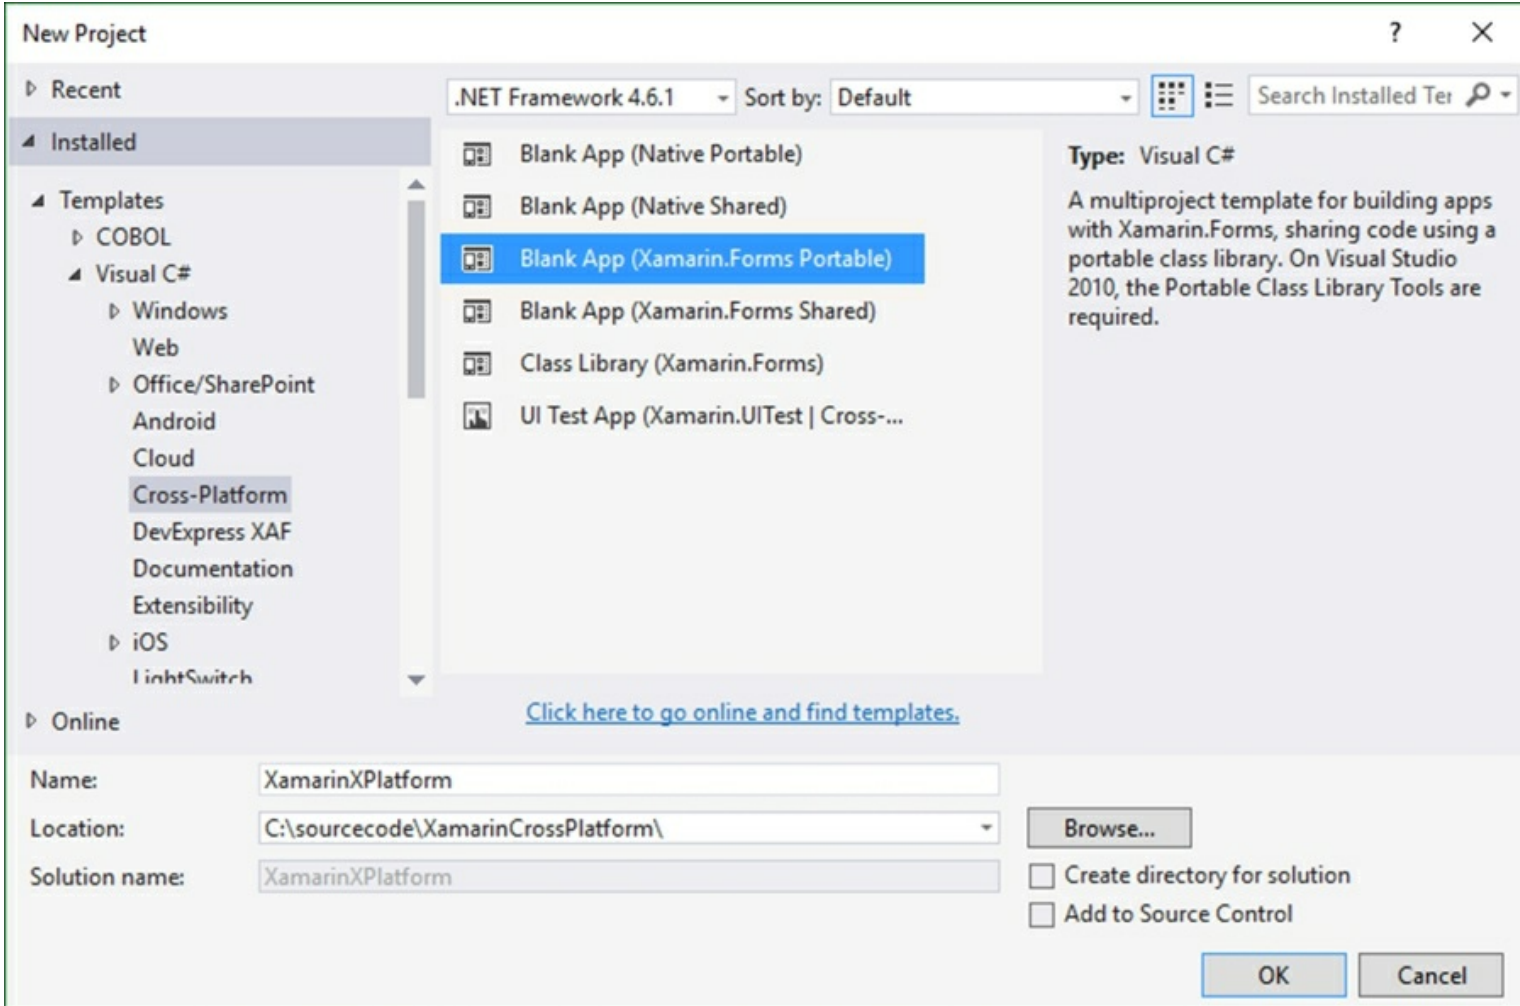 New Project
?
Recent
.NET Framework 4.6.1
Sort by:
Default
Search Installed Ter
Installed
Templates
COBOL
Visual C#
Windows
Web
Office/SharePoint
Android
Cloud
Cross-Platform
DevExpress XAF
Documentation
Extensibility
iOS
LightSwitch
Online
Blank App (Native Portable)
Blank App (Native Shared)
Blank App (Xamarin.Forms Portable)
Blank App (Xamarin.Forms Shared)
Class Library (Xamarin.Forms)
UI Test App (Xamarin.UITest | Cross-...
Click here to go online and find templates.
Type: Visual C#
A multiproject template for building apps
with Xamarin.Forms, sharing code using a
portable class library. On Visual Studio
2010, the Portable Class Library Tools are
required.
Name:
XamarinXPlatform
Location:
C:\sourcecode\XamarinCrossPlatform\
Browse...
Solution name:
XamarinXPlatform
Create directory for solution
Add to Source Control
OK
Cancel